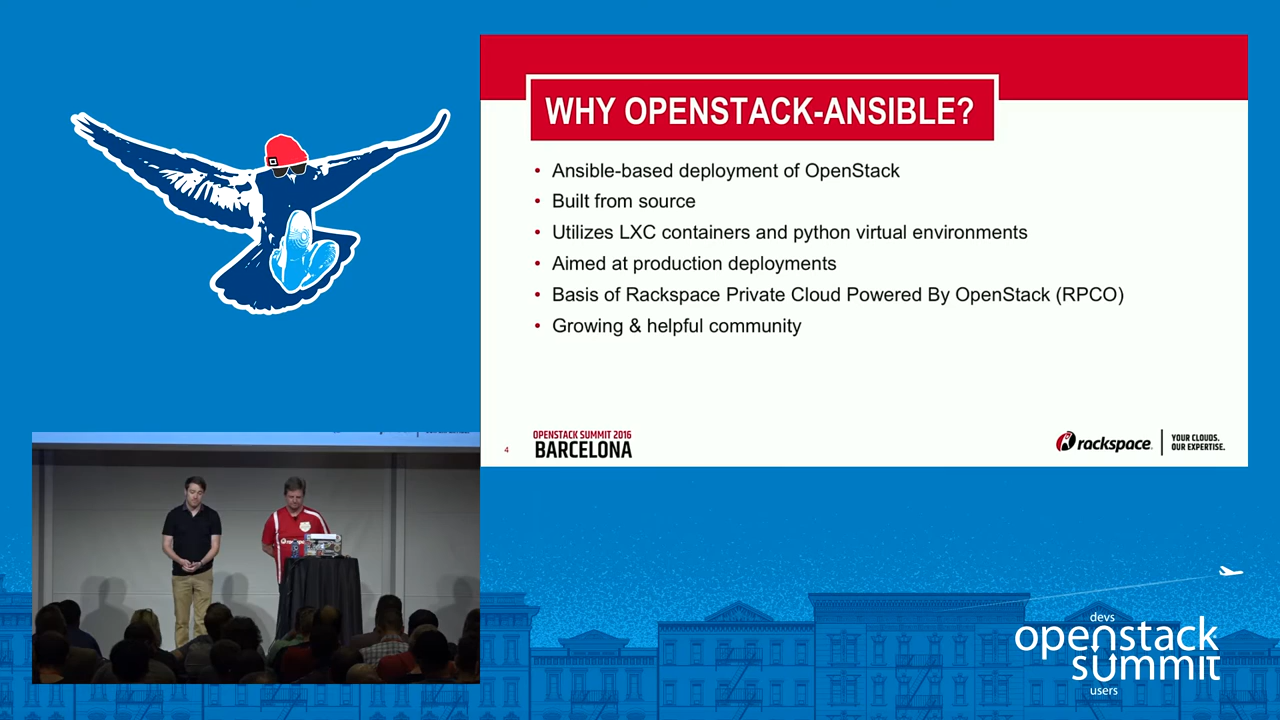 WHY OPENSTACK-ANSIBLE?
• Ansible-based deployment of OpenStack
• Built from source
• Utilizes LXC containers and python virtual environments
• Aimed at production deployments
• Basis of Rackspace Private Cloud Powered By OpenStack (RPCO)
• Growing & helpful community
4
OPENSTACK SUMMIT 2016
BARCELONA
rackspace.
YOUR CLOUDS.
OUR EXPERTISE.
devs
openstack
summit
users